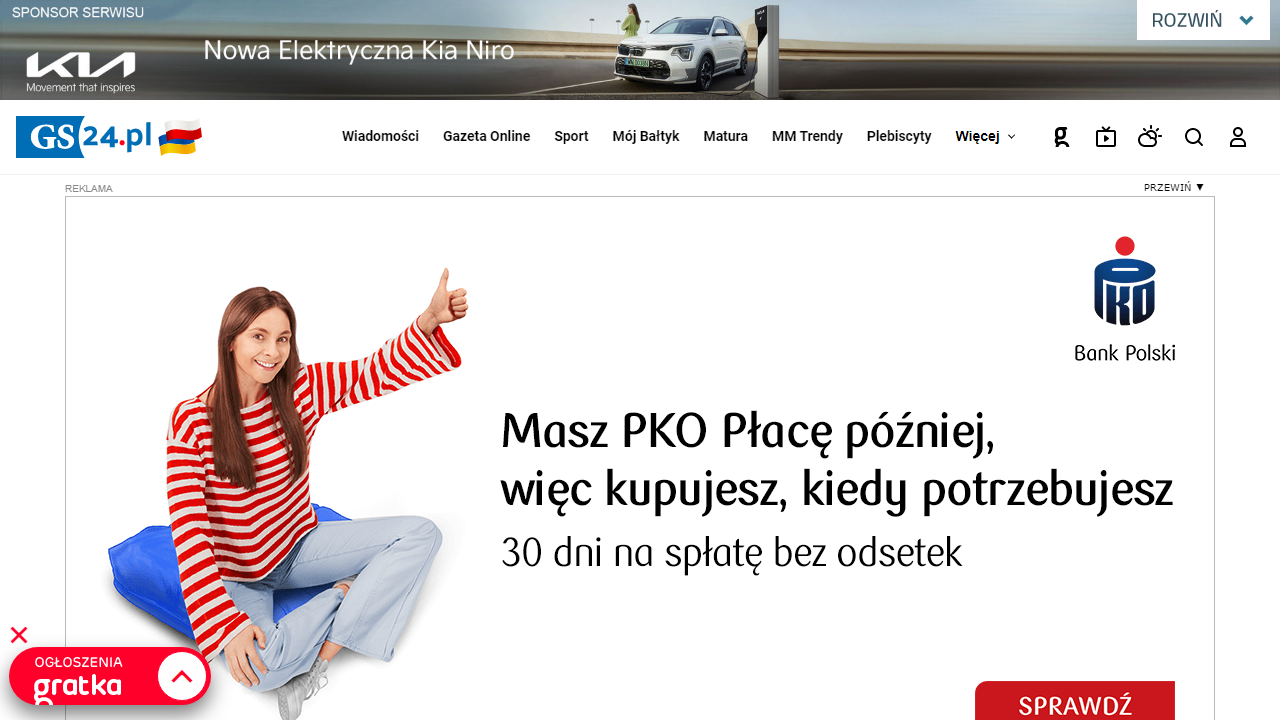 SPONSOR SERWISU
ROZWIŃ
KIA
Movement that inspires
Nowa Elektryczna Kia Niro
GS24.pl
Wiadomości
Gazeta Online
Sport
Mój Bałtyk
Matura
MM Trendy
Plebiscyty
Więcej
REKLAMA
PRZEWIŃ ▼
PKO
Bank Polski
Masz PKO Płacę później,
więc kupujesz, kiedy potrzebujesz
30 dni na spłatę bez odsetek
OGŁOSZENIA
gratka
SPRAWDŹ